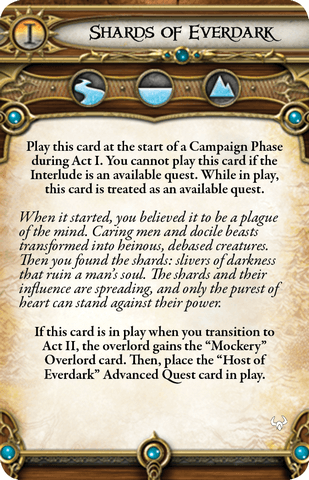 I
Shards of Everdark
Play this card at the start of a Campaign Phase
during Act I. You cannot play this card if the
Interlude is an available quest. While in play,
this card is treated as an available quest.
When it started, you believed it to be a plague
of the mind. Caring men and docile beasts
transformed into heinous, debased creatures.
Then you found the shards: slivers of darkness
that ruin a man's soul. The shards and their
influence are spreading, and only the purest of
heart can stand against their power.
If this card is in play when you transition to
Act II, the overlord gains the “Mockery”
Overlord card. Then, place the “Host of
Everdark” Advanced Quest card in play.